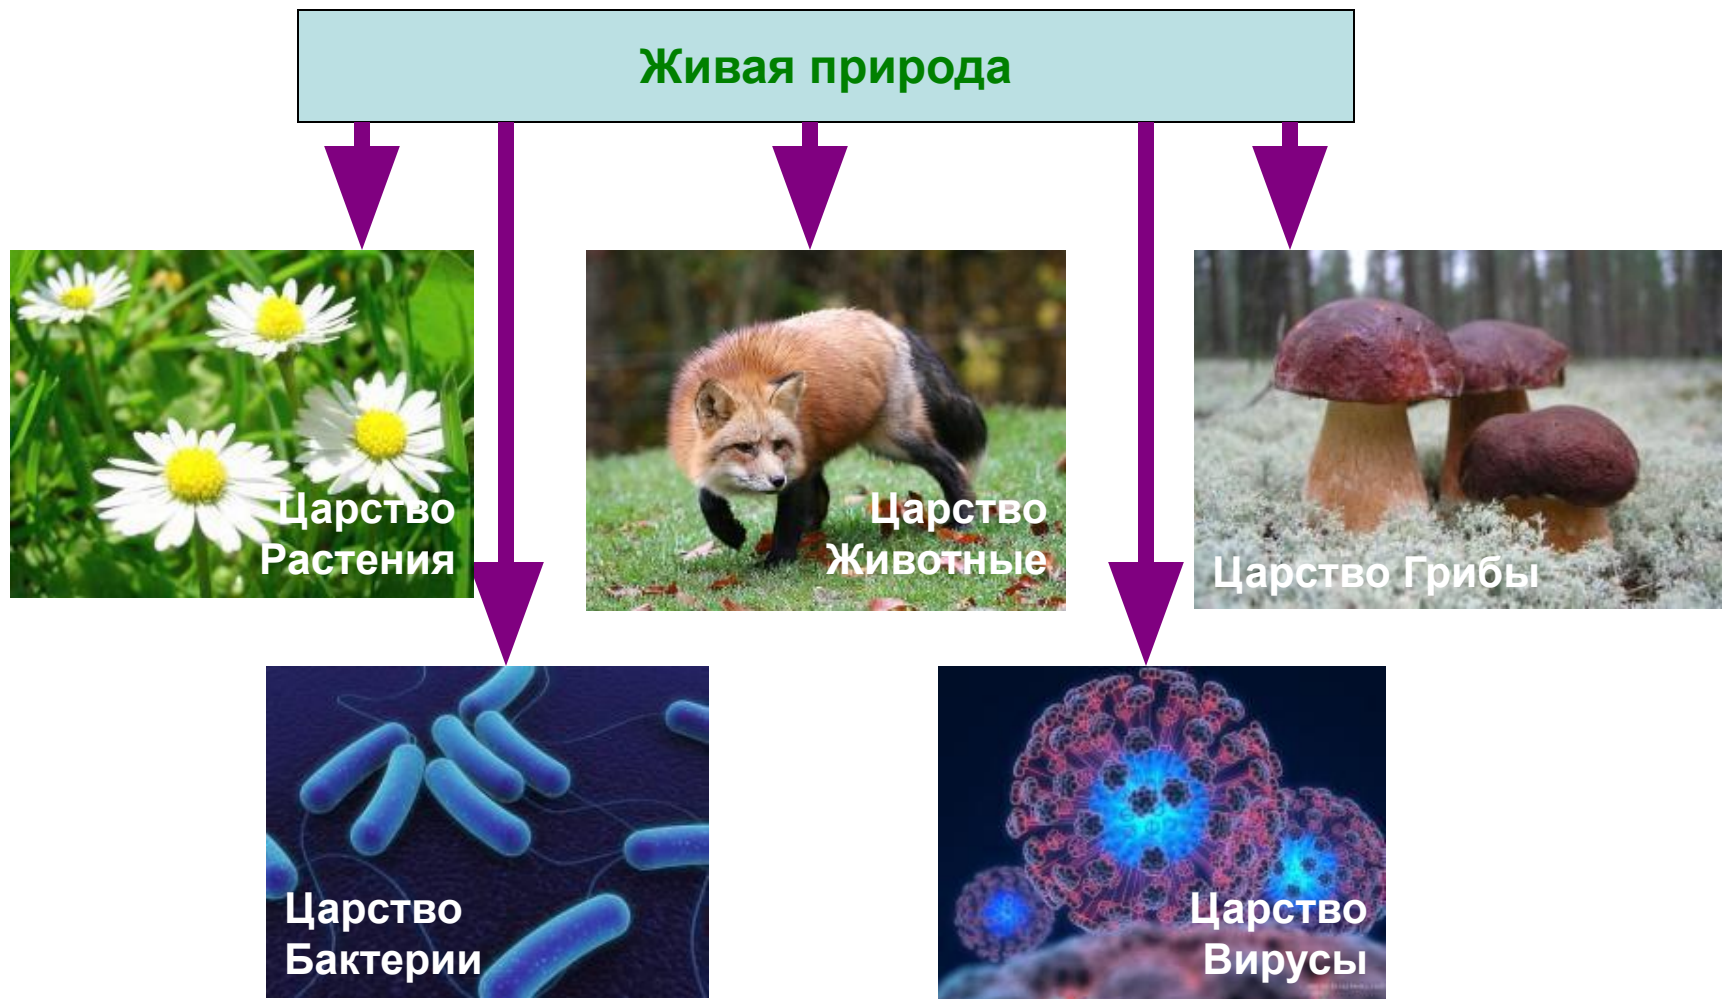 Живая природа
Царство
Растения
Царство
Животные
Царство Грибы
Царство
Бактерии
Царство
Вирусы